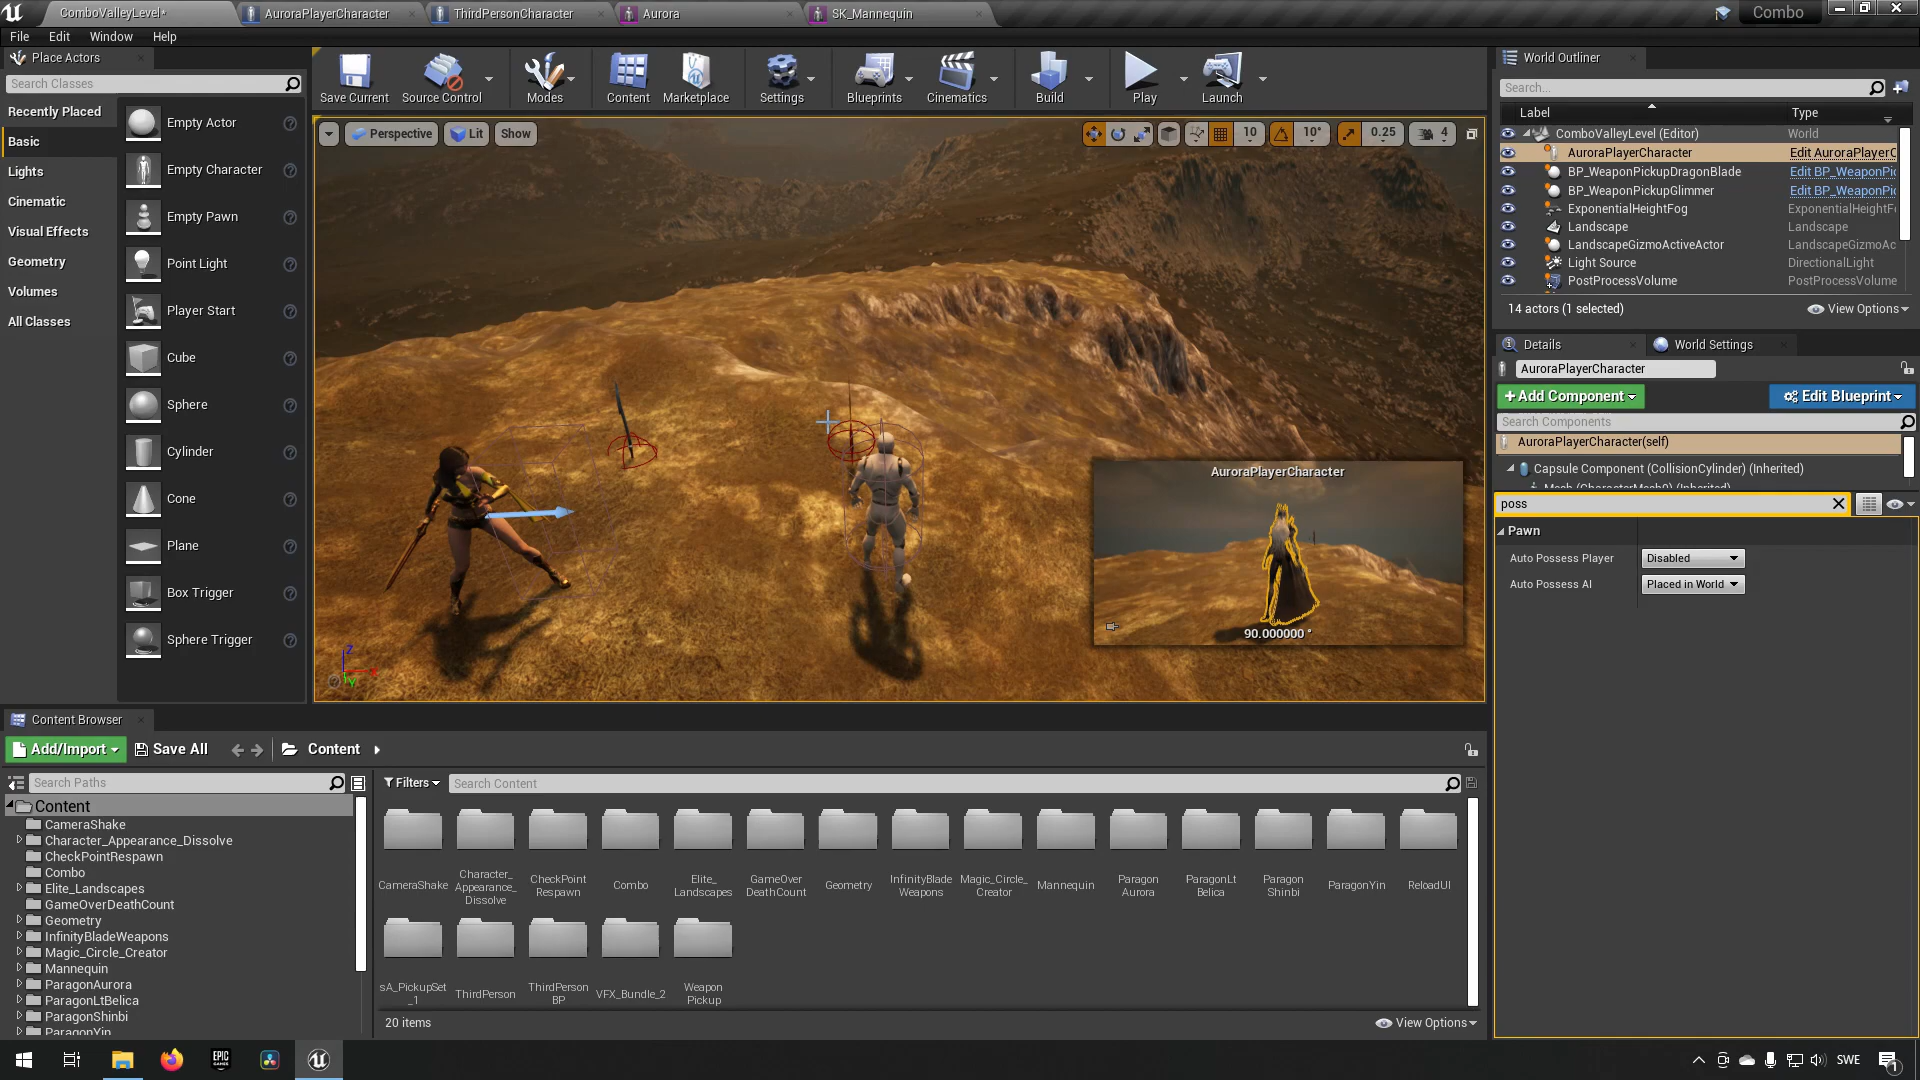 ComboValleyLevel*
AuroraPlayerCharacter
ThirdPersonCharacter
Aurora
SK_Mannequin
Combo
File Edit Window Help
Place Actors
Search Classes
Recently Placed
Basic
Lights
Cinematic
Visual Effects
Geometry
Volumes
All Classes
Empty Actor
Empty Character
Empty Pawn
Point Light
Player Start
Cube
Sphere
Cylinder
Cone
Plane
Box Trigger
Sphere Trigger
Save Current
Source Control
Modes
Content
Marketplace
Settings
Blueprints
Cinematics
Build
Play
Launch
Perspective
Lit
Show
10
10°
0.25
4
AuroraPlayerCharacter
90.000000 °
Z
X
Y
World Outliner
Search...
Label Type
ComboValleyLevel (Editor) World
AuroraPlayerCharacter Edit AuroraPlayerC
BP_WeaponPickupDragonBlade Edit BP_WeaponPic
BP_WeaponPickupGlimmer Edit BP_WeaponPic
ExponentialHeightFog ExponentialHeightF
Landscape Landscape
LandscapeGizmoActiveActor LandscapeGizmoAc
Light Source DirectionalLight
PostProcessVolume PostProcessVolume
14 actors (1 selected)
View Options
Details
World Settings
AuroraPlayerCharacter
+Add Component
Edit Blueprint
Search Components
AuroraPlayerCharacter(self)
Capsule Component (CollisionCylinder) (Inherited)
Mesh (CharacterMesh0) (Inherited)
poss
Pawn
Auto Possess Player Disabled
Auto Possess AI Placed in World
Content Browser
Add/Import
Save All
Content
Search Paths
Content
CameraShake
Character_Appearance_Dissolve
CheckPointRespawn
Combo
Elite_Landscapes
GameOverDeathCount
Geometry
InfinityBladeWeapons
Magic_Circle_Creator
Mannequin
ParagonAurora
ParagonLtBelica
ParagonShinbi
ParagonYin
Filters
Search Content
CameraShake
Character_
Appearance_
Dissolve
CheckPoint
Respawn
Combo
Elite_
Landscapes
GameOver
DeathCount
Geometry
InfinityBlade
Weapons
Magic_Circle_
Creator
Mannequin
Paragon
Aurora
ParagonLt
Belica
Paragon
Shinbi
ParagonYin
ReloadUI
sA_PickupSet
_1
ThirdPerson
ThirdPerson
BP
VFX_Bundle_2
Weapon
Pickup
20 items
View Options
EPIC
GAMES
SWE
1